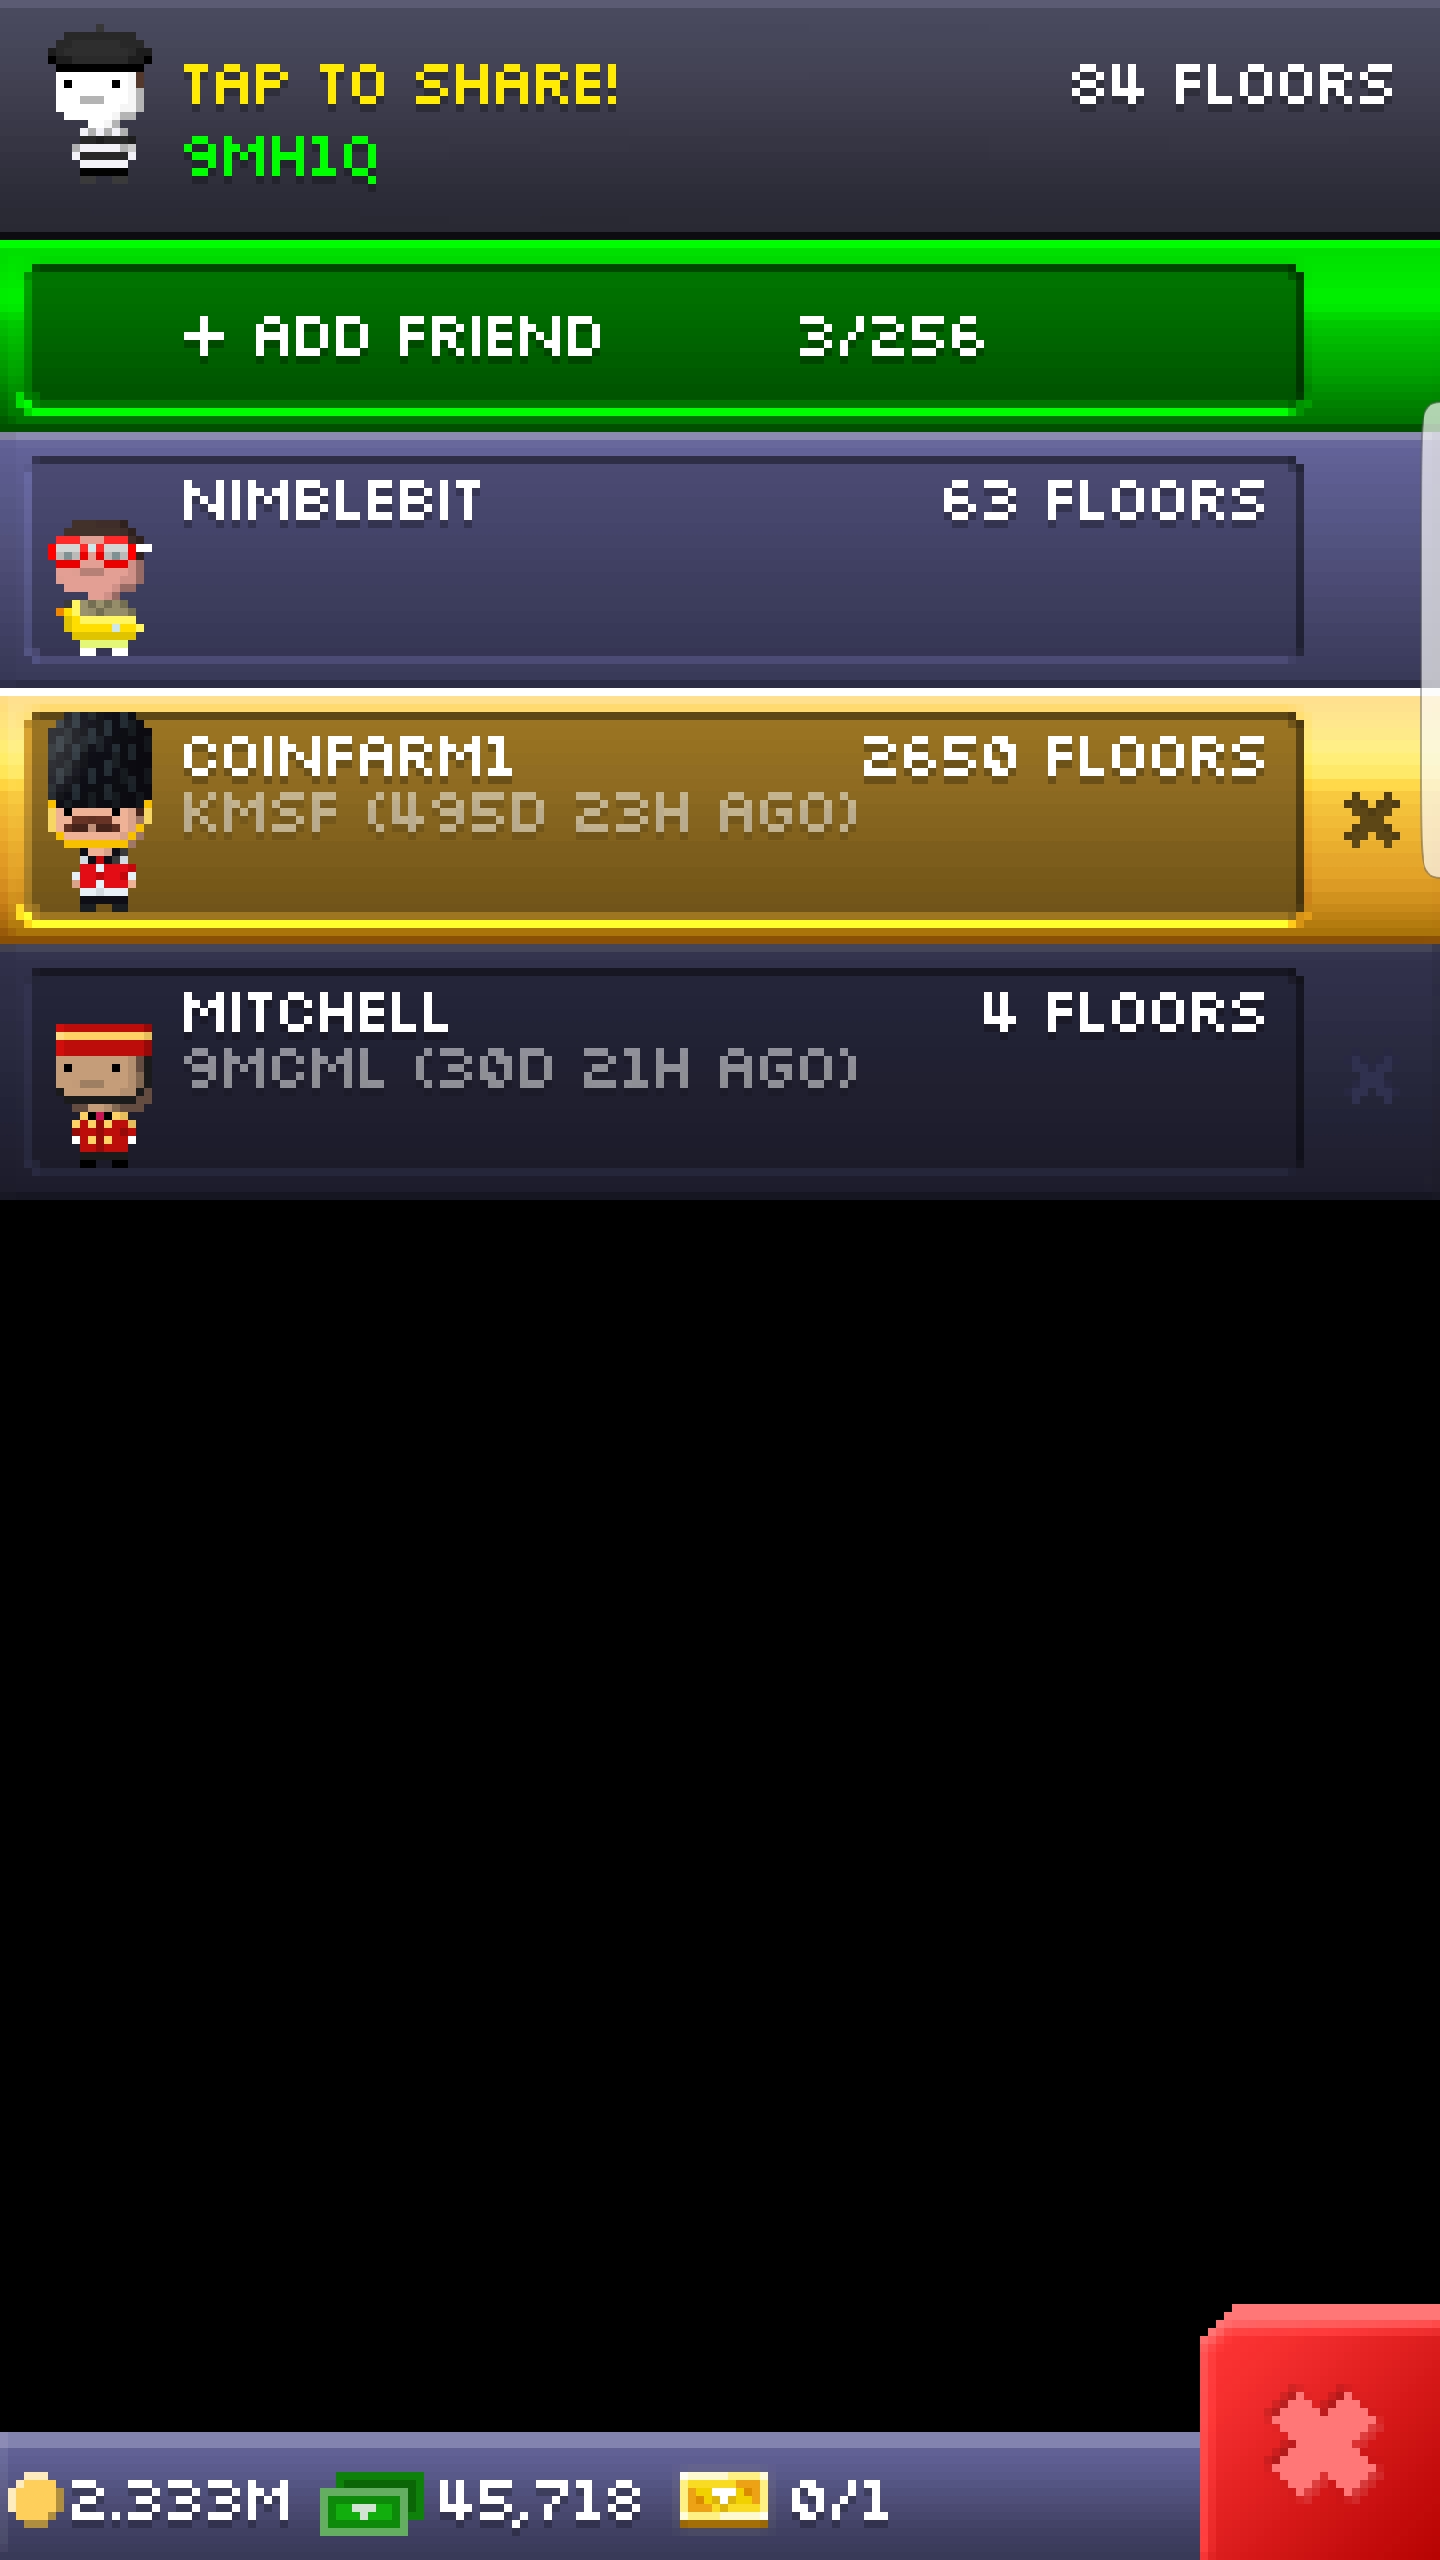 TAP TO SHARE! 84 FLOORS
9MH1Q
+ ADD FRIEND 3/256
NIMBLEBIT 63 FLOORS
COINFARM1 2650 FLOORS
KMSF (495D 23H AGO)
MITCHELL 4 FLOORS
9MCML (30D 21H AGO)
2.333M 45,718 0/1